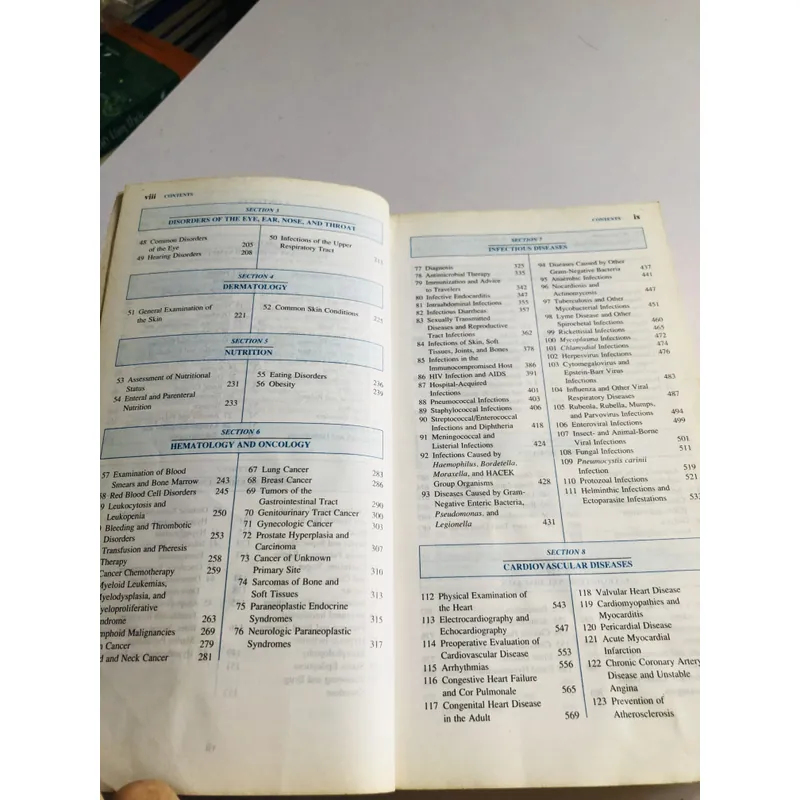 viii CONTENTS
SECTION 3
DISORDERS OF THE EYE, EAR, NOSE, AND THROAT
48 Common Disorders
of the Eye 205
49 Hearing Disorders 208
50 Infections of the Upper
Respiratory Tract
SECTION 4
DERMATOLOGY
51 General Examination of
the Skin 221
52 Common Skin Conditions 225
SECTION 5
NUTRITION
53 Assessment of Nutritional
Status 231
54 Enteral and Parenteral
Nutrition 233
55 Eating Disorders 236
56 Obesity 239
SECTION 6
HEMATOLOGY AND ONCOLOGY
57 Examination of Blood
Smears and Bone Marrow 243
58 Red Blood Cell Disorders 245
Leukocytosis and
Leukopenia 250
Bleeding and Thrombotic
Disorders 253
Transfusion and Pheresis
Therapy 258
Cancer Chemotherapy 259
Myeloid Leukemias,
Myelodysplasia, and
Myeloproliferative
Syndrome 263
Lymphoid Malignancies 269
Cancer 279
and Neck Cancer 281
67 Lung Cancer 283
68 Breast Cancer 286
69 Tumors of the
Gastrointestinal Tract 290
70 Genitourinary Tract Cancer 300
71 Gynecologic Cancer 303
72 Prostate Hyperplasia and
Carcinoma 307
73 Cancer of Unknown
Primary Site 310
74 Sarcomas of Bone and
Soft Tissues 313
75 Paraneoplastic Endocrine
Syndromes 315
76 Neurologic Paraneoplastic
Syndromes 317
CONTENTS ix
SECTION 7
INFECTIOUS DISEASES
77 Diagnosis 325
78 Antimicrobial Therapy 335
79 Immunization and Advice
to Travelers 342
80 Infective Endocarditis 347
81 Intraabdominal Infections 353
82 Infectious Diarrheas 357
83 Sexually Transmitted
Diseases and Reproductive
Tract Infections 362
84 Infections of Skin, Soft
Tissues, Joints, and Bones 378
85 Infections in the
Immunocompromised Host 386
86 HIV Infection and AIDS 391
87 Hospital-Acquired
Infections 401
88 Pneumococcal Infections 403
89 Staphylococcal Infections 406
90 Streptococcal/Enterococcal
Infections and Diphtheria 418
91 Meningococcal and
Listerial Infections 424
92 Infections Caused by
Haemophilus, Bordetella,
Moraxella, and HACEK
Group Organisms 428
93 Diseases Caused by Gram-
Negative Enteric Bacteria,
Pseudomonas, and
Legionella 431
94 Diseases Caused by Other
Gram-Negative Bacteria 437
95 Anaerobic Infections 441
96 Nocardiosis and
Actinomycosis 447
97 Tuberculosis and Other
Mycobacterial Infections 451
98 Lyme Disease and Other
Spirochetal Infections 460
99 Rickettsial Infections 465
100 Mycoplasma Infections 472
101 Chlamydial Infections 474
102 Herpesvirus Infections 476
103 Cytomegalovirus and
Epstein-Barr Virus
Infections 483
104 Influenza and Other Viral
Respiratory Diseases 487
105 Rubeola, Rubella, Mumps,
and Parvovirus Infections 494
106 Enteroviral Infections 499
107 Insect- and Animal-Borne
Viral Infections 501
108 Fungal Infections 511
109 Pneumocystis carinii
Infection 519
110 Protozoal Infections 521
111 Helminthic Infections and
Ectoparasite Infestations
SECTION 8
CARDIOVASCULAR DISEASES
112 Physical Examination of
the Heart 543
113 Electrocardiography and
Echocardiography 547
114 Preoperative Evaluation of
Cardiovascular Disease 553
115 Arrhythmias 556
116 Congestive Heart Failure
and Cor Pulmonale 565
117 Congenital Heart Disease
in the Adult 569
118 Valvular Heart Disease
119 Cardiomyopathies and
Myocarditis
120 Pericardial Disease
121 Acute Myocardial
Infarction
122 Chronic Coronary Artery
Disease and Unstable
Angina
123 Prevention of
Atherosclerosis